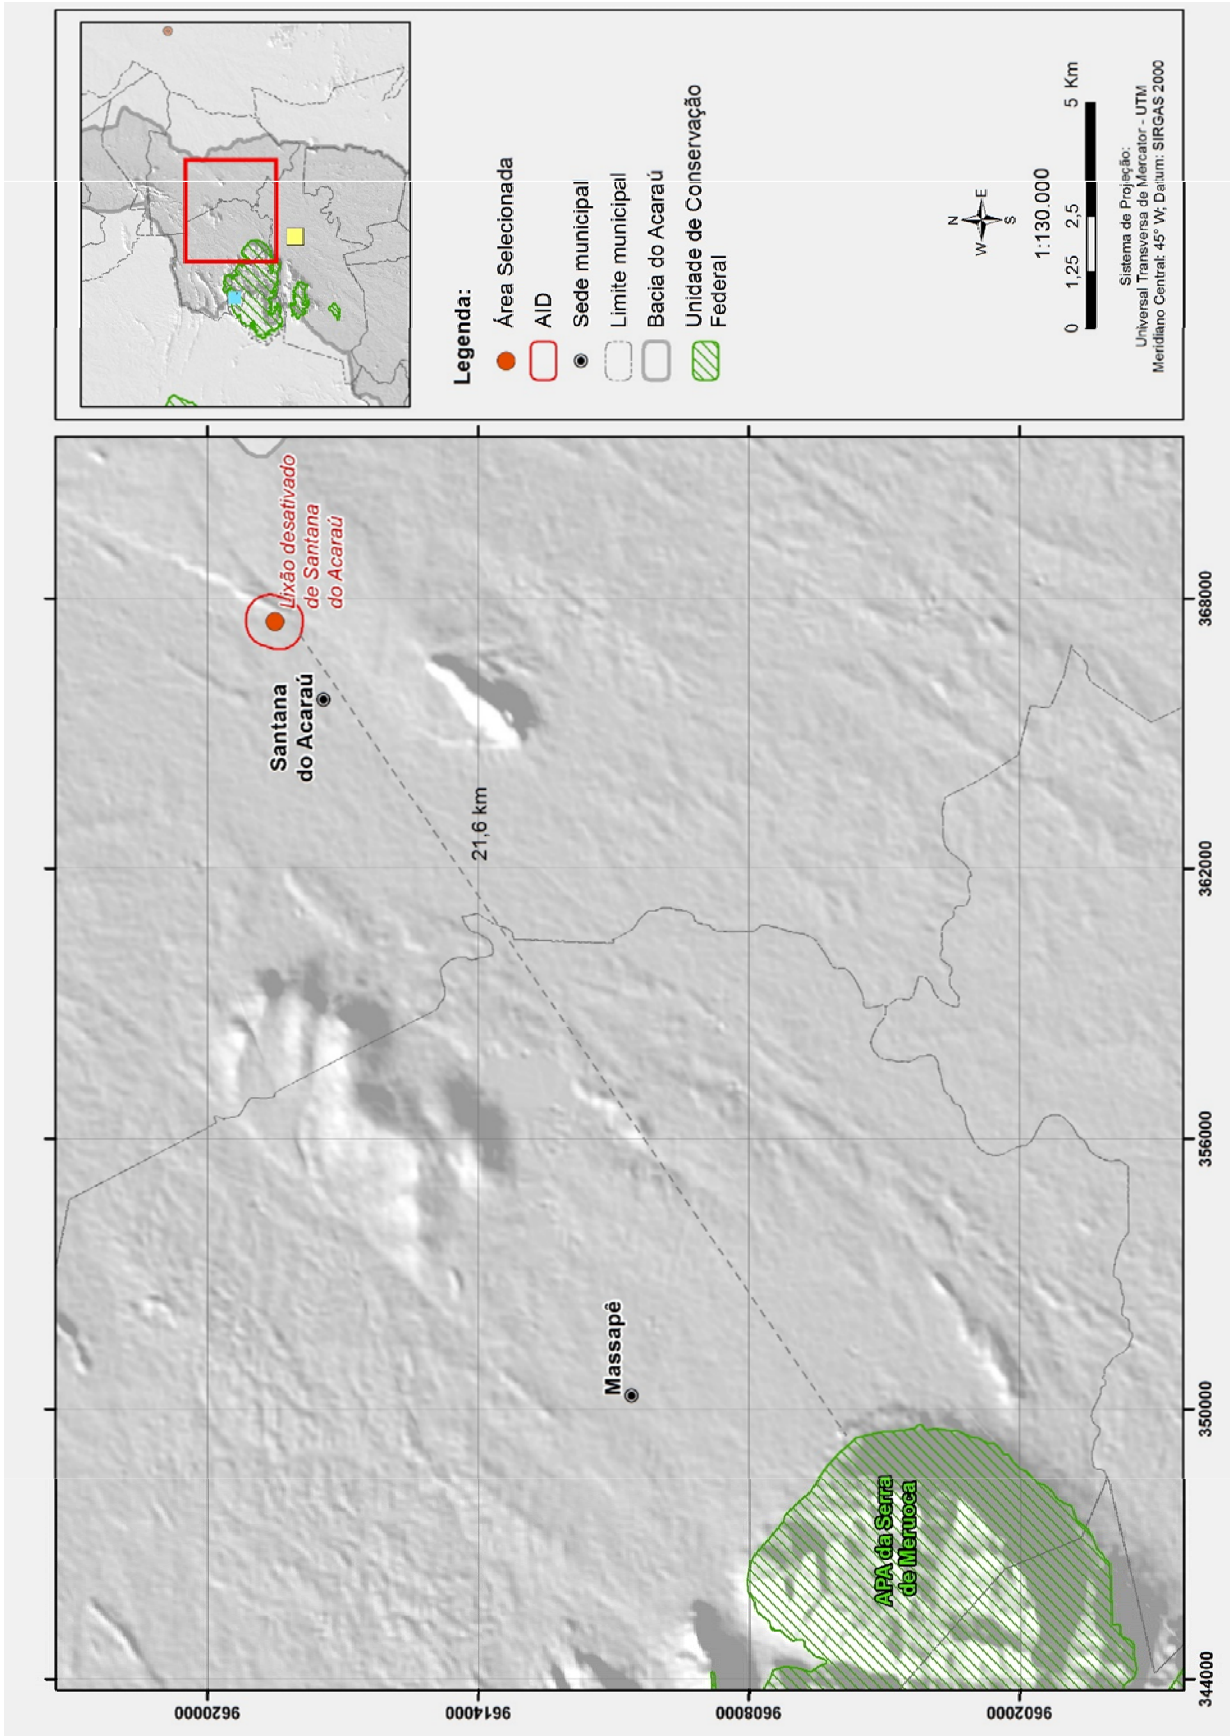 Lixão desativado
de Santana
do Acaraú
Santana
do Acaraú
21,6 km
Massapê
APA da Serra
de Meruoca
344000
350000
356000
362000
368000
9620000
9614000
9608000
9602000
Legenda:
Área Selecionada
AID
Sede municipal
Limite municipal
Bacia do Acaraú
Unidade de Conservação
Federal
N
W E
S
1:130.000
0 1,25 2,5 5 Km
Sistema de Projeção:
Universal Transversa de Mercator - UTM
Meridiano Central: 45° W; Datum: SIRGAS 2000